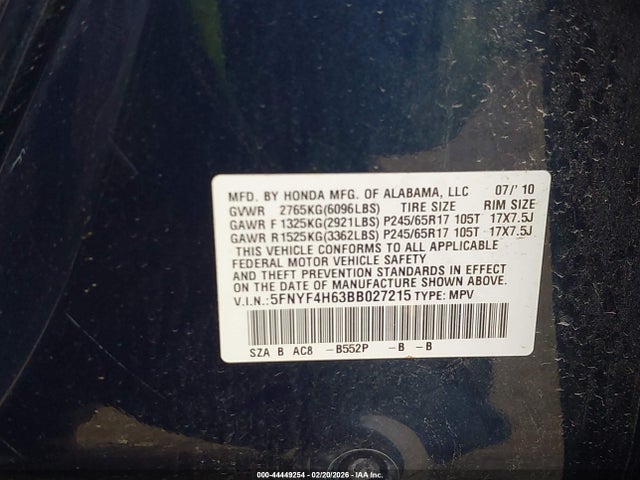 MFD. BY HONDA MFG. OF ALABAMA, LLC 07/'10
GVWR 2765KG(6096LBS) TIRE SIZE RIM SIZE
GAWR F 1325KG(2921LBS) P245/65R17 105T 17X7.5J
GAWR R 1525KG(3362LBS) P245/65R17 105T 17X7.5J
THIS VEHICLE CONFORMS TO ALL APPLICABLE
FEDERAL MOTOR VEHICLE SAFETY
AND THEFT PREVENTION STANDARDS IN EFFECT
ON THE DATE OF MANUFACTURE SHOWN ABOVE.
V.I.N.: 5FNYF4H63BB027215 TYPE: MPV
SZA B AC8 -B552P -B -B
000-44449254 - 02/20/2026 - IAA Inc.